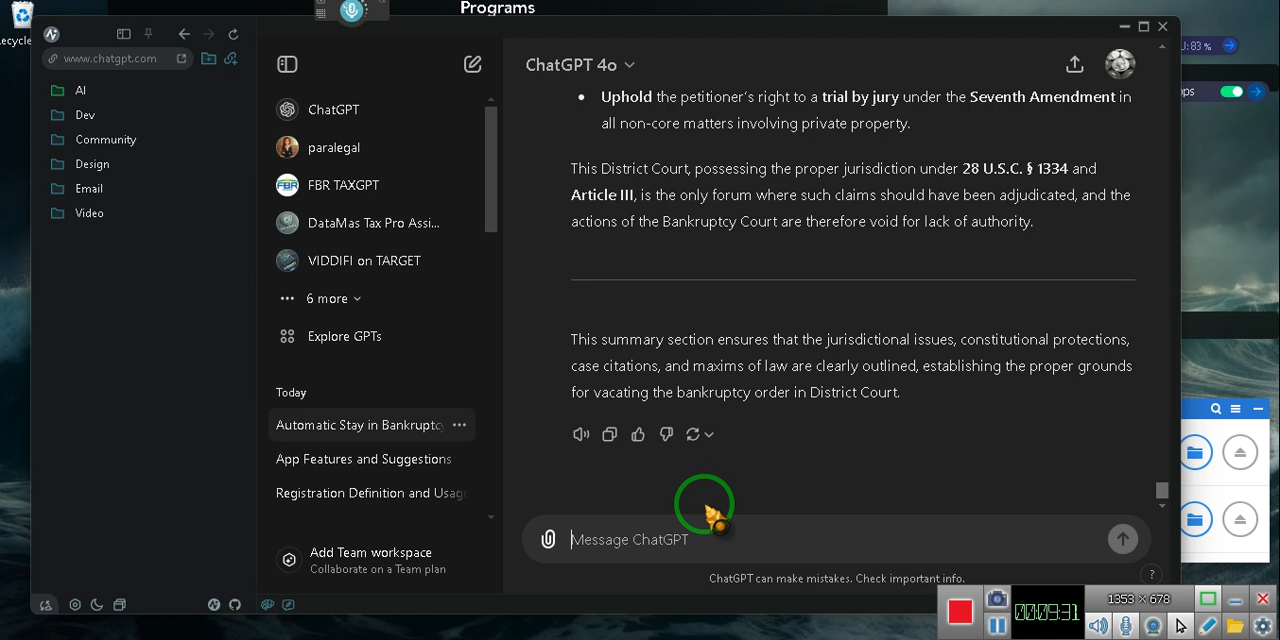 Programs
ecycle
www.chatgpt.com
AI
Dev
Community
Design
Email
Video
ChatGPT
paralegal
FBR TAXGPT
DataMas Tax Pro Assi...
VIDDIFI on TARGET
6 more
Explore GPTs
Today
Automatic Stay in Bankruptc
App Features and Suggestions
Registration Definition and Usag
Add Team workspace
Collaborate on a Team plan
ChatGPT 4o
• Uphold the petitioner's right to a trial by jury under the Seventh Amendment in
all non-core matters involving private property.
This District Court, possessing the proper jurisdiction under 28 U.S.C. § 1334 and
Article III, is the only forum where such claims should have been adjudicated, and the
actions of the Bankruptcy Court are therefore void for lack of authority.
This summary section ensures that the jurisdictional issues, constitutional protections,
case citations, and maxims of law are clearly outlined, establishing the proper grounds
for vacating the bankruptcy order in District Court.
Message ChatGPT
ChatGPT can make mistakes. Check important info.
?
U: 83 %
ops
FBR
1353 × 678
00:09:31